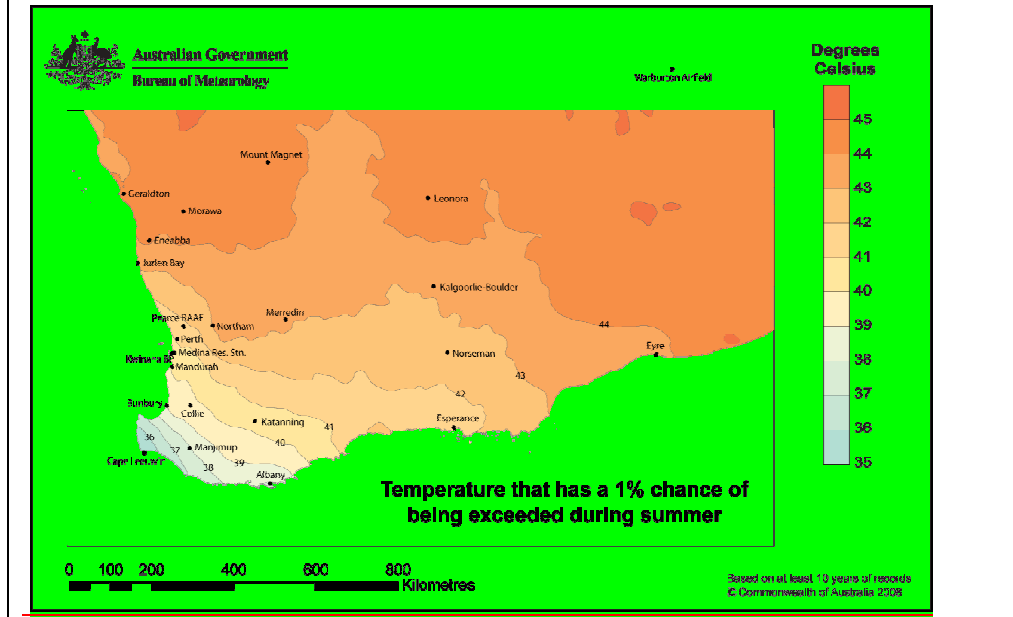 Australian Government
Bureau of Meteorology
Degrees
Celsius
Warburton Airfield
45
44
43
42
41
40
39
38
37
36
35
Mount Magnet
Geraldton
Morawa
Leonora
Eneabba
Jurien Bay
Kalgoorlie-Boulder
Merredin
Pearce RAAF
Northam
44
Perth
Eyre
Medina Res. Stn.
Norseman
Kwinana BP
Mandurah
43
42
Bunbury
Collie
Esperance
Katanning
41
36
40
37
Manjimup
Cape Leeuwin
38
39
Albany
Temperature that has a 1% chance of
being exceeded during summer
0 100 200 400 600 800
Kilometres
Based on at least 10 years of records
© Commonwealth of Australia 2008